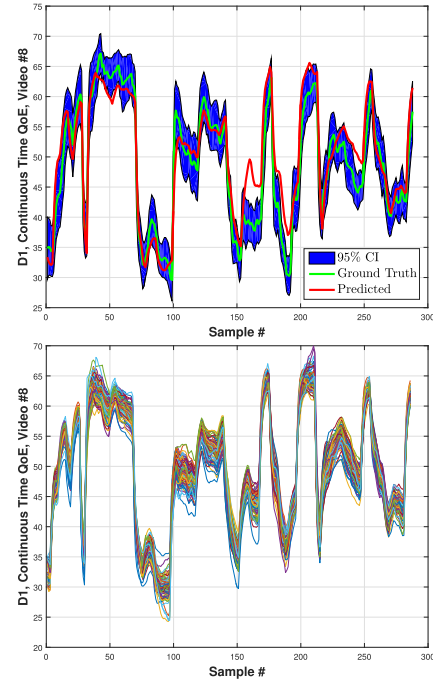 75
70
65
60
55
50
45
40
35
30
25
D1, Continuous Time QoE, Video #8
95% CI
Ground Truth
Predicted
0 50 100 150 200 250 300
Sample #
70
65
60
55
50
45
40
35
30
25
20
D1, Continuous Time QoE, Video #8
0 50 100 150 200 250 300
Sample #